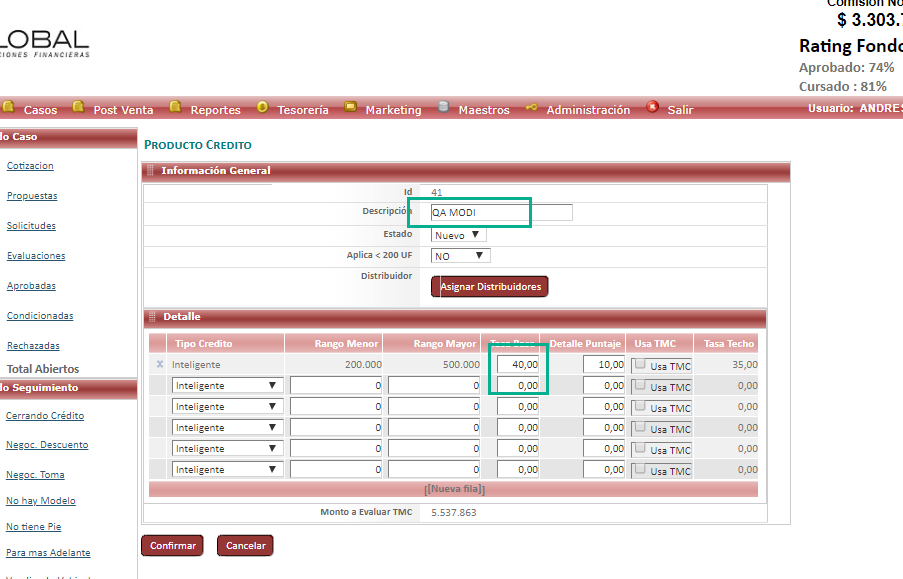 Comisión No
$ 3.303.7
LOBAL
CIONES FINANCIERAS
Rating Fondo
Aprobado: 74%
Cursado : 81%
Casos Post Venta Reportes Tesorería Marketing Maestros Administración Salir Usuario: ANDRES
lo Caso
Cotizacion
Propuestas
Solicitudes
Evaluaciones
Aprobadas
Condicionadas
Rechazadas
Total Abiertos
lo Seguimiento
Cerrando Crédito
Negoc. Descuento
Negoc. Toma
No hay Modelo
No tiene Pie
Para mas Adelante
PRODUCTO CREDITO
Información General
Id 41
Descripción QA MODI
Estado Nuevo
Aplica < 200 UF NO
Distribuidor Asignar Distribuidores
Detalle
Tipo Credito Rango Menor Rango Mayor Tasa Detalle Puntaje Usa TMC Tasa Techo
Inteligente 200.000 500.000 40,00 10,00 Usa TMC 35,00
Inteligente 0 0 0,00 0,00 Usa TMC 0,00
Inteligente 0 0 0,00 0,00 Usa TMC 0,00
Inteligente 0 0 0,00 0,00 Usa TMC 0,00
Inteligente 0 0 0,00 0,00 Usa TMC 0,00
Inteligente 0 0 0,00 0,00 Usa TMC 0,00
[[Nueva fila]]
Monto a Evaluar TMC 5.537.863
Confirmar Cancelar